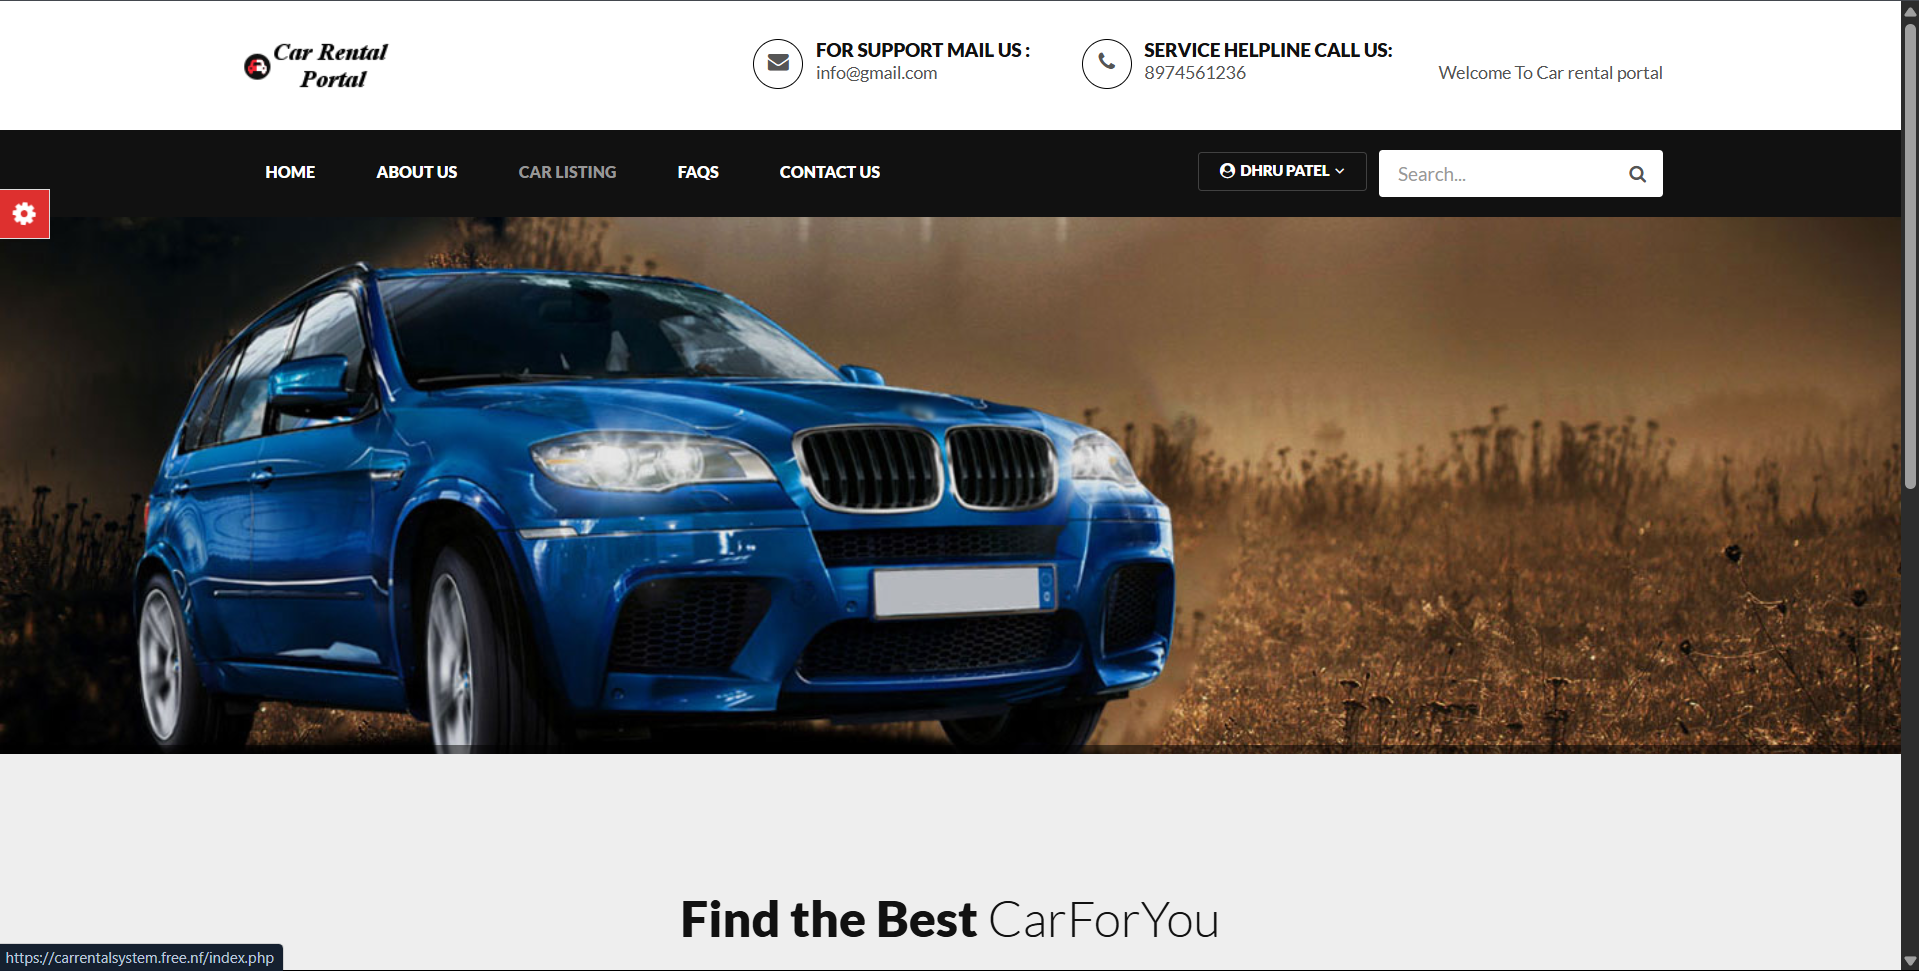 Car Rental
Portal
FOR SUPPORT MAIL US :
info@gmail.com
SERVICE HELPLINE CALL US:
8974561236
Welcome To Car rental portal
HOME
ABOUT US
CAR LISTING
FAQS
CONTACT US
DHRU PATEL
Search...
Find the Best CarForYou
https://carrentalsystem.free.nf/index.php